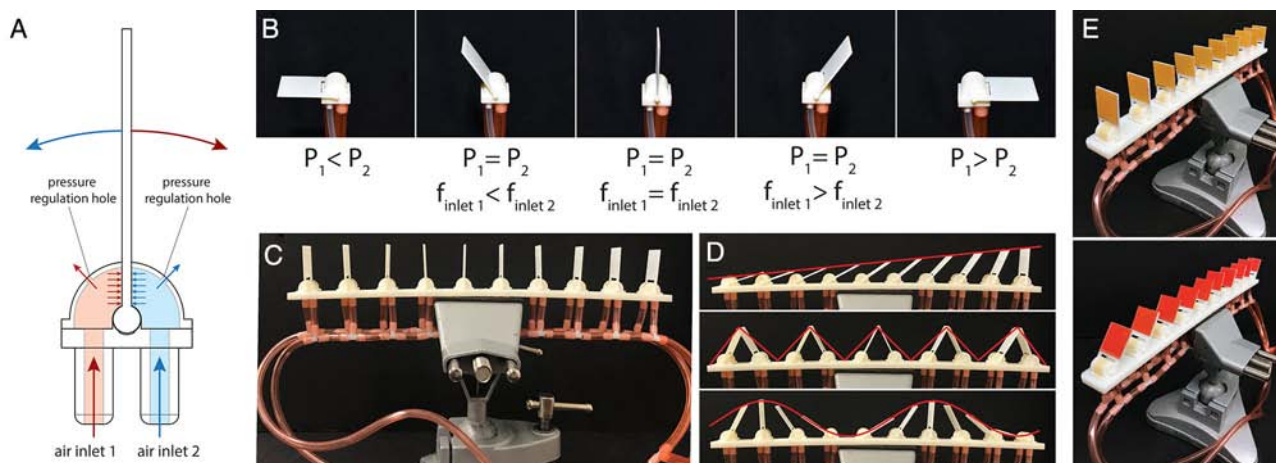 A
pressure
regulation hole
pressure
regulation hole
air inlet 1
air inlet 2
B
P1 < P2
P1 = P2
finlet 1 < finlet 2
P1 = P2
finlet 1 = finlet 2
P1 = P2
finlet 1 > finlet 2
P1 > P2
C
D
E